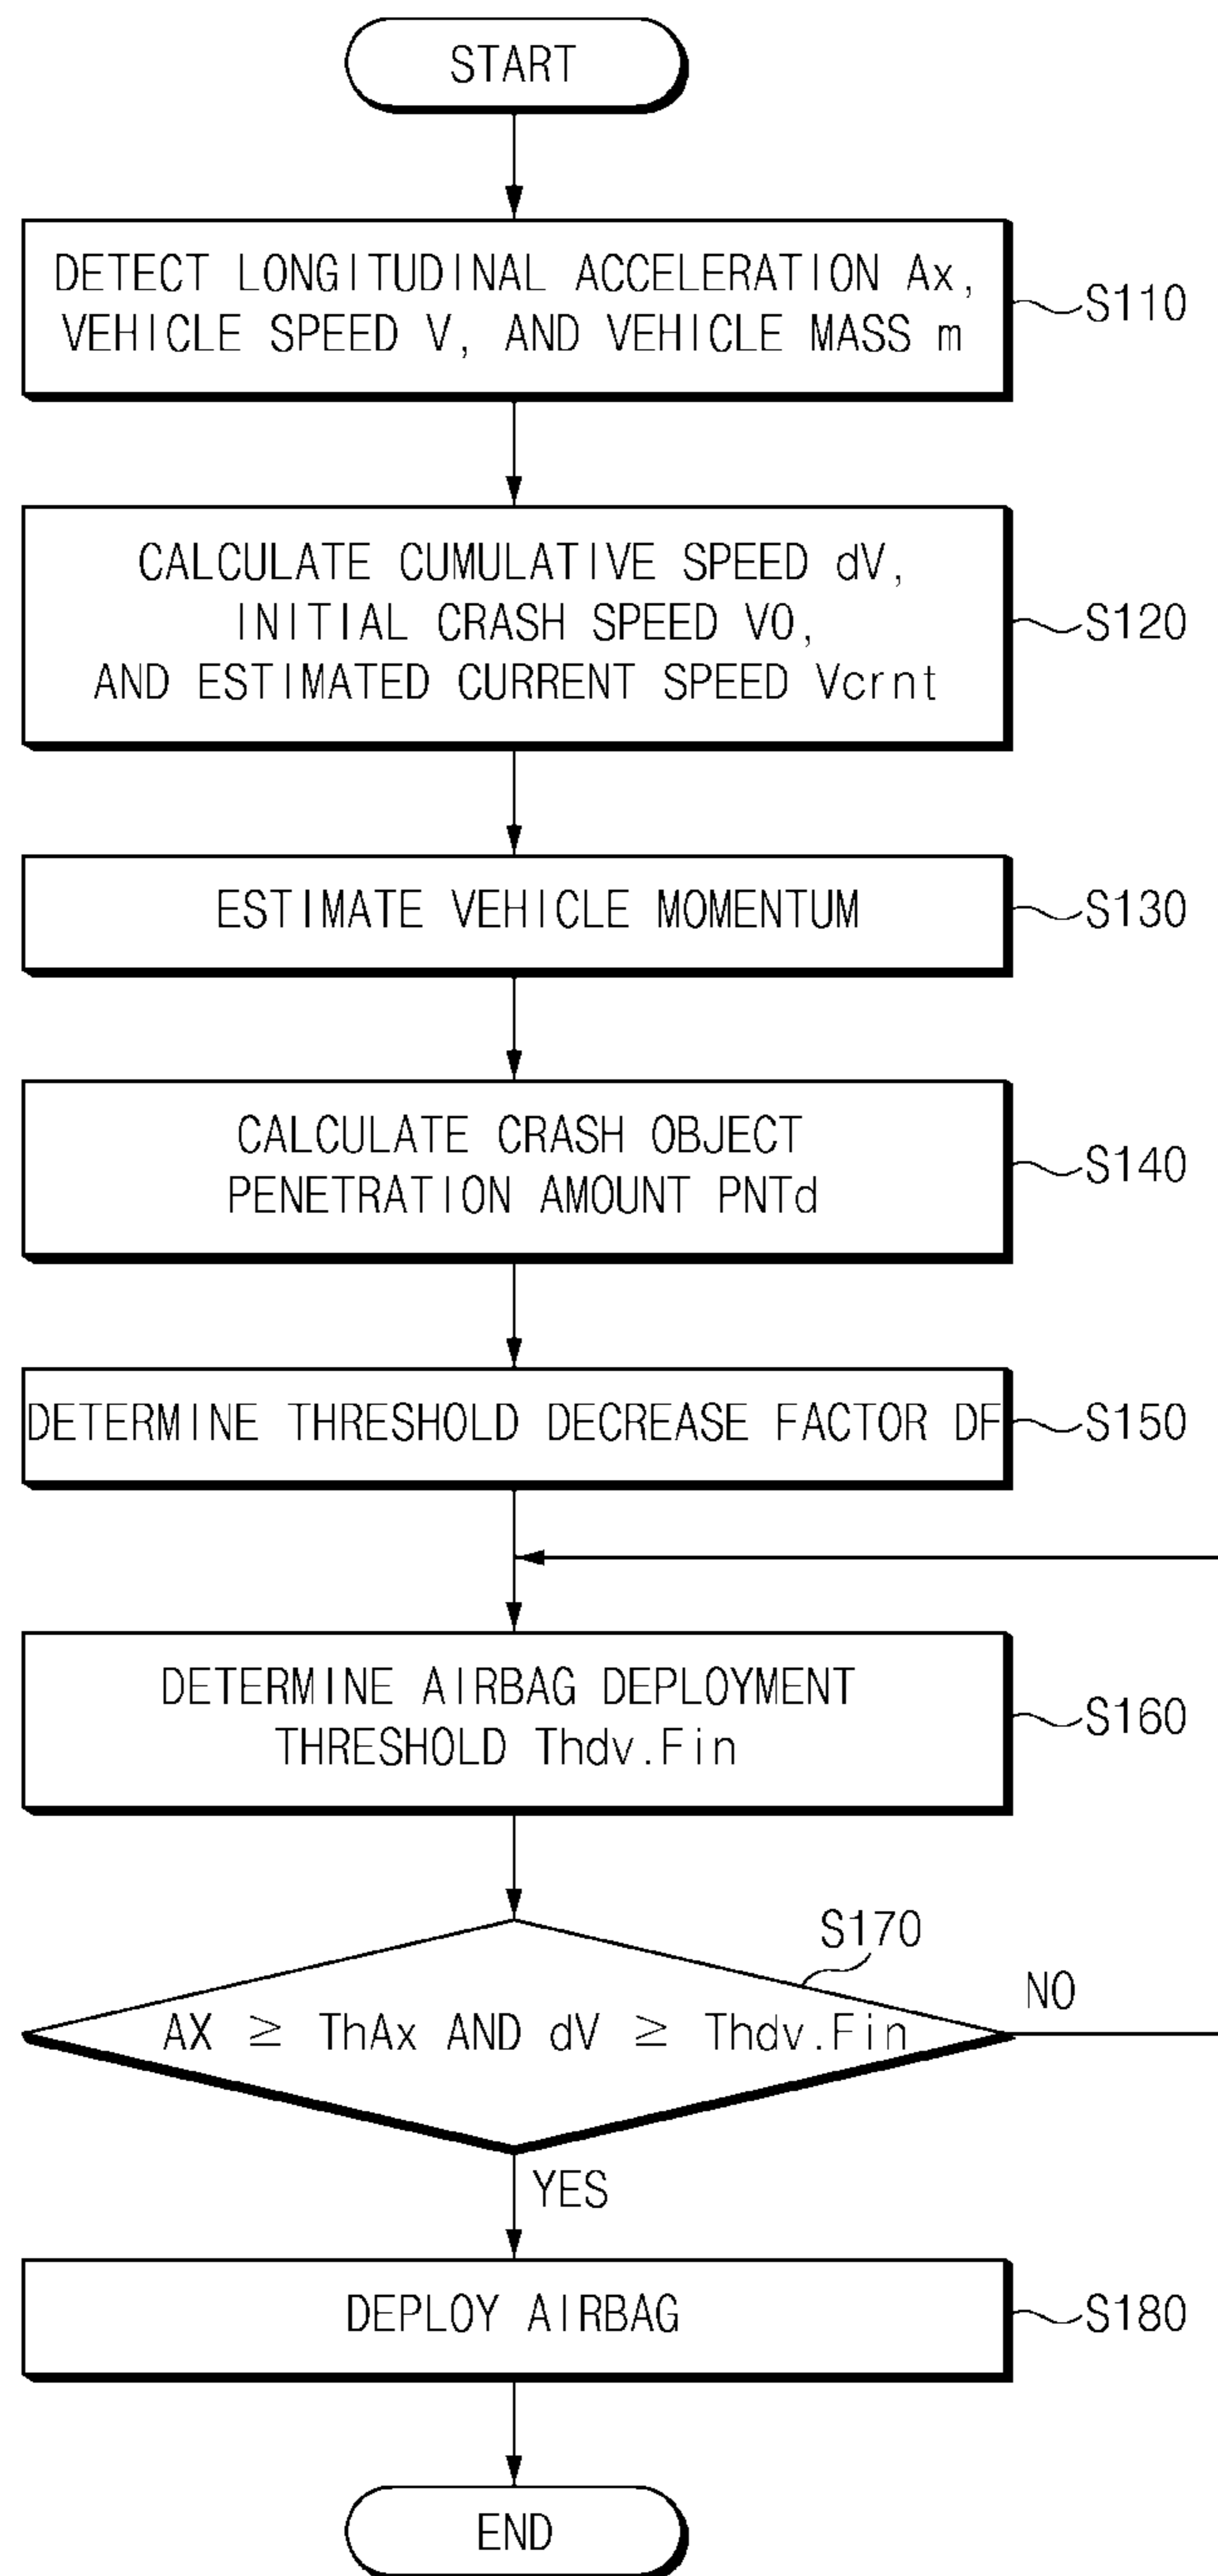 START
DETECT LONGITUDINAL ACCELERATION Ax,
VEHICLE SPEED V, AND VEHICLE MASS m
S110
CALCULATE CUMULATIVE SPEED dV,
INITIAL CRASH SPEED V0,
AND ESTIMATED CURRENT SPEED Vcrnt
S120
ESTIMATE VEHICLE MOMENTUM
S130
CALCULATE CRASH OBJECT
PENETRATION AMOUNT PNTd
S140
DETERMINE THRESHOLD DECREASE FACTOR DF
S150
DETERMINE AIRBAG DEPLOYMENT
THRESHOLD Thdv.Fin
S160
S170
AX ≥ ThAx AND dV ≥ Thdv.Fin
NO
YES
DEPLOY AIRBAG
S180
END